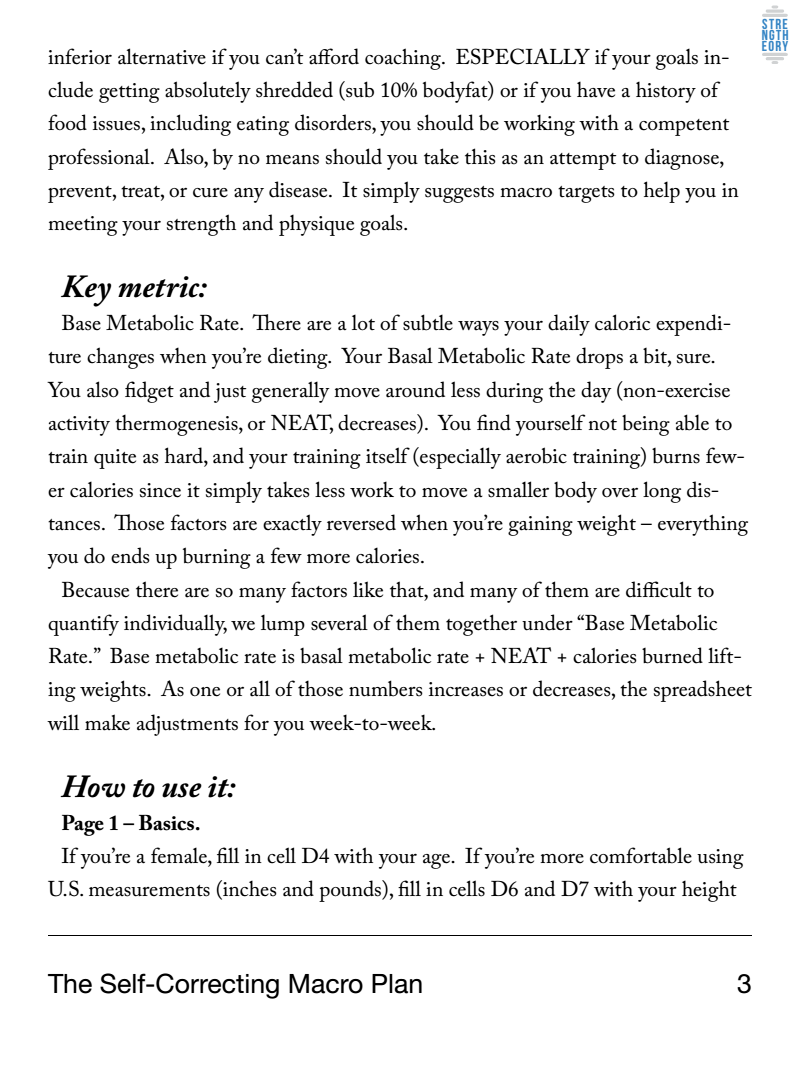 STRE
NGTH
EORY
inferior alternative if you can’t afford coaching.  ESPECIALLY if your goals in-
clude getting absolutely shredded (sub 10% bodyfat) or if you have a history of
food issues, including eating disorders, you should be working with a competent
professional.  Also, by no means should you take this as an attempt to diagnose,
prevent, treat, or cure any disease.  It simply suggests macro targets to help you in
meeting your strength and physique goals.
Key metric:
Base Metabolic Rate.  There are a lot of subtle ways your daily caloric expendi-
ture changes when you’re dieting.  Your Basal Metabolic Rate drops a bit, sure.
You also fidget and just generally move around less during the day (non-exercise
activity thermogenesis, or NEAT, decreases).  You find yourself not being able to
train quite as hard, and your training itself (especially aerobic training) burns few-
er calories since it simply takes less work to move a smaller body over long dis-
tances.  Those factors are exactly reversed when you’re gaining weight – everything
you do ends up burning a few more calories.
Because there are so many factors like that, and many of them are difficult to
quantify individually, we lump several of them together under “Base Metabolic
Rate.”  Base metabolic rate is basal metabolic rate + NEAT + calories burned lift-
ing weights.  As one or all of those numbers increases or decreases, the spreadsheet
will make adjustments for you week-to-week.
How to use it:
Page 1 – Basics.
If you’re a female, fill in cell D4 with your age.  If you’re more comfortable using
U.S. measurements (inches and pounds), fill in cells D6 and D7 with your height
The Self-Correcting Macro Plan 3